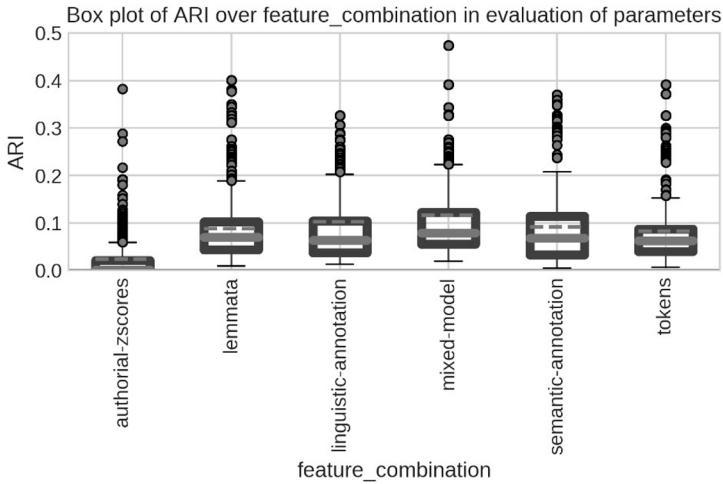 Box plot of ARI over feature_combination in evaluation of parameters
ARI
0.5
0.4
0.3
0.2
0.1
0.0
authorial-zscores
lemmata
linguistic-annotation
mixed-model
semantic-annotation
tokens
feature_combination